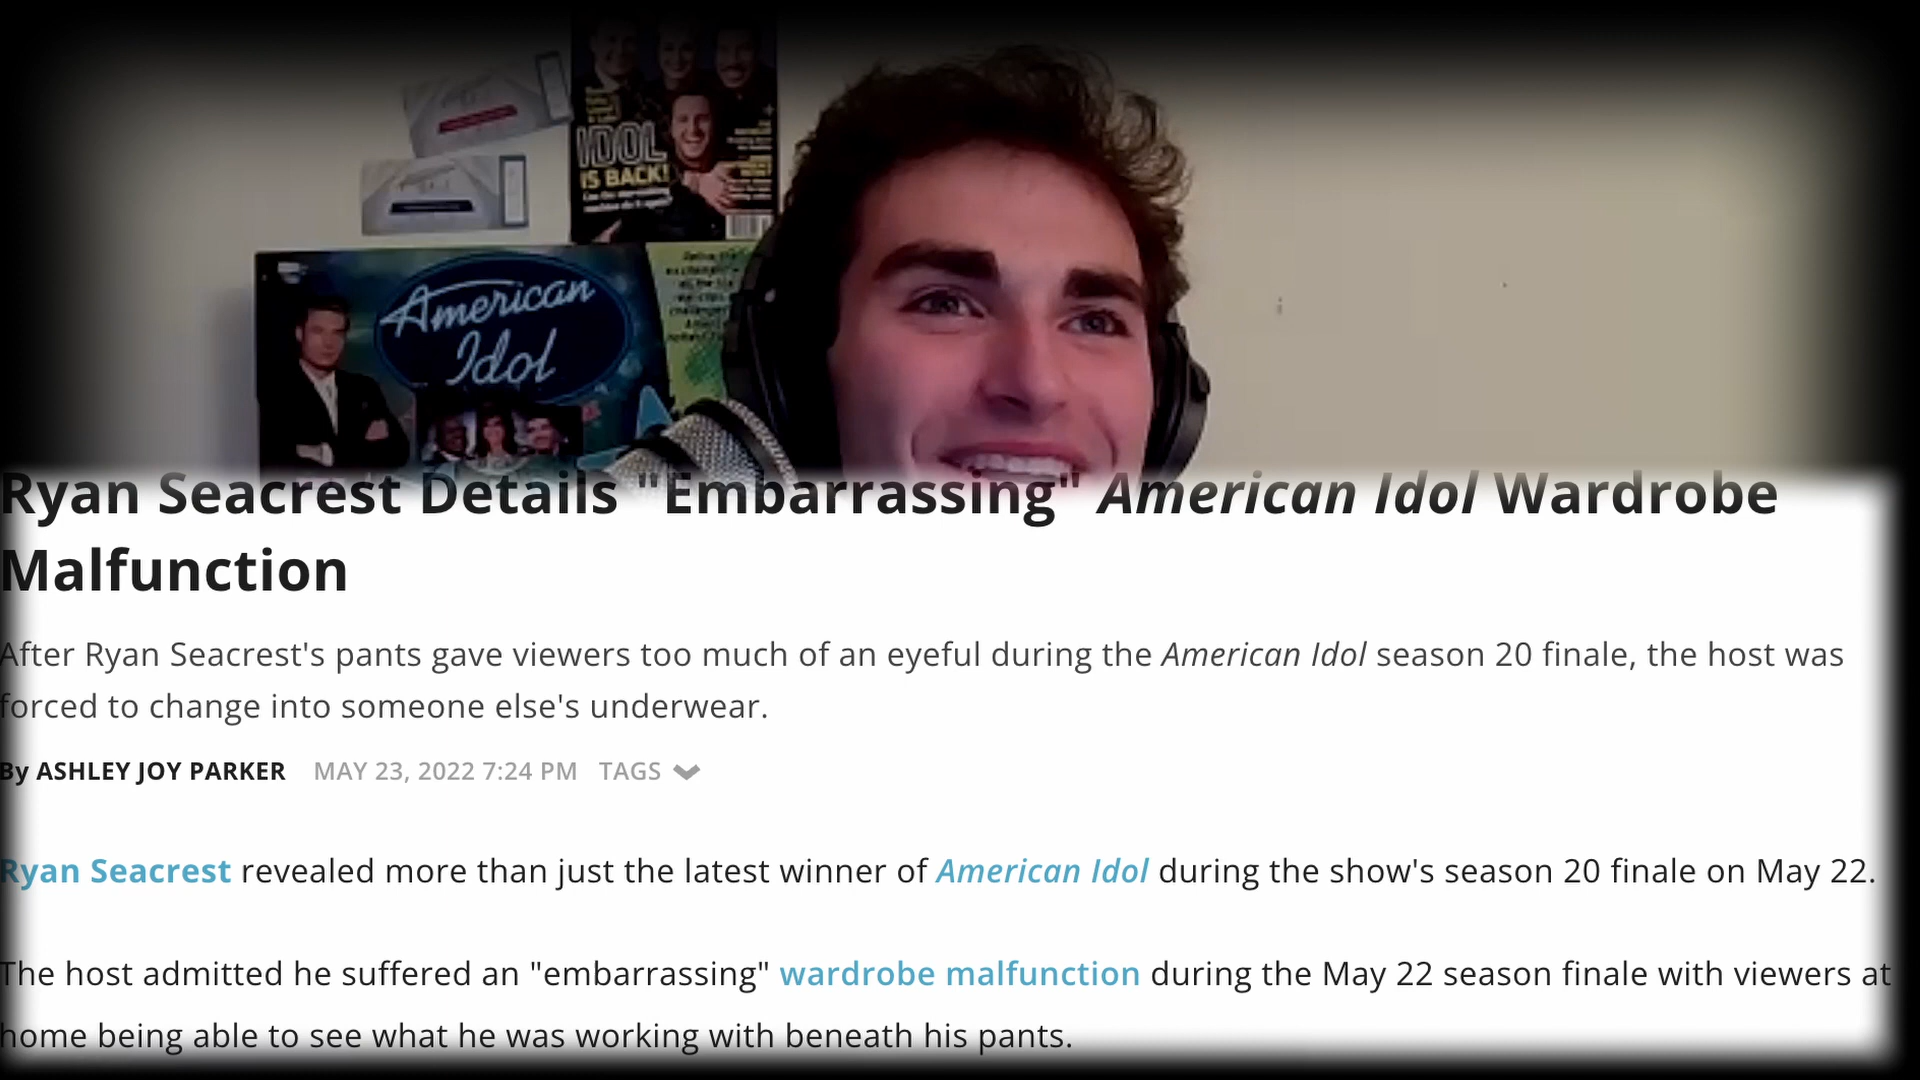 IDOL
IS BACK!
American
Idol
Ryan Seacrest Details "Embarrassing" American Idol Wardrobe
Malfunction
After Ryan Seacrest's pants gave viewers too much of an eyeful during the American Idol season 20 finale, the host was
forced to change into someone else's underwear.
By ASHLEY JOY PARKER MAY 23, 2022 7:24 PM TAGS
Ryan Seacrest revealed more than just the latest winner of American Idol during the show's season 20 finale on May 22.
The host admitted he suffered an "embarrassing" wardrobe malfunction during the May 22 season finale with viewers at
home being able to see what he was working with beneath his pants.